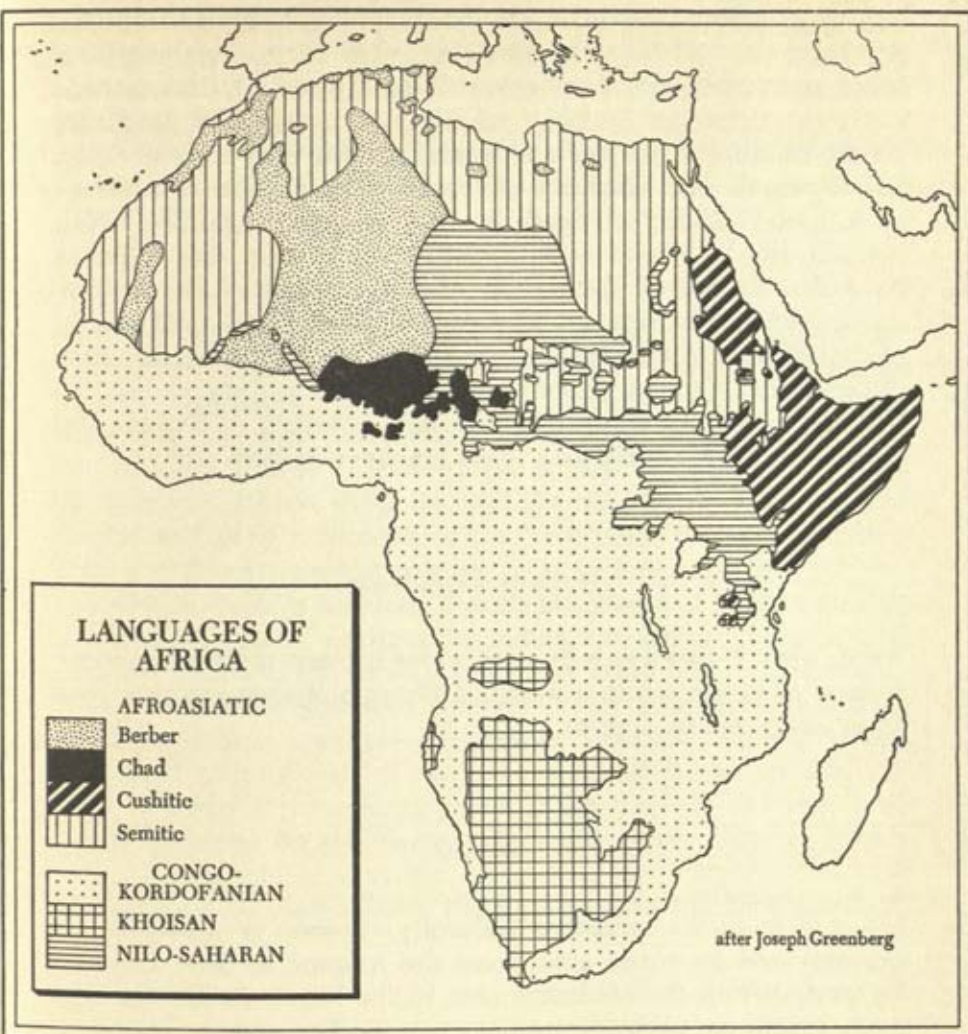 LANGUAGES OF
AFRICA
AFROASIATIC
Berber
Chad
Cushitic
Semitic
CONGO-
KORDOFANIAN
KHOISAN
NILO-SAHARAN
after Joseph Greenberg